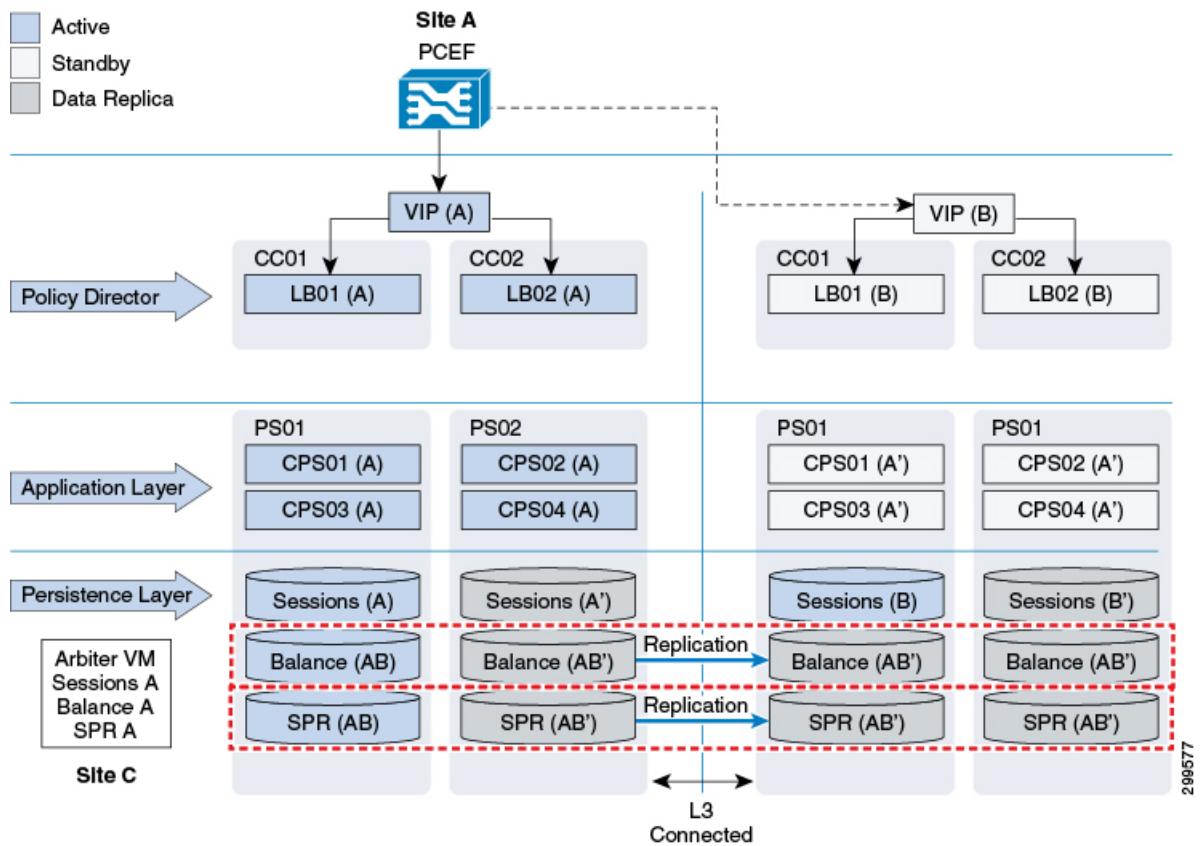 Active
Standby
Data Replica
Site A
PCEF
VIP (A)
VIP (B)
CC01
CC02
CC01
CC02
Policy Director
LB01 (A)
LB02 (A)
LB01 (B)
LB02 (B)
PS01
PS02
PS01
PS01
CPS01 (A)
CPS02 (A)
CPS01 (A')
CPS02 (A')
Application Layer
CPS03 (A)
CPS04 (A)
CPS03 (A')
CPS04 (A')
Persistence Layer
Sessions (A)
Sessions (A')
Sessions (B)
Sessions (B')
Replication
Balance (AB)
Balance (AB')
Balance (AB')
Balance (AB')
Replication
SPR (AB)
SPR (AB')
SPR (AB')
SPR (AB')
Arbiter VM
Sessions A
Balance A
SPR A
Site C
L3
Connected
299577